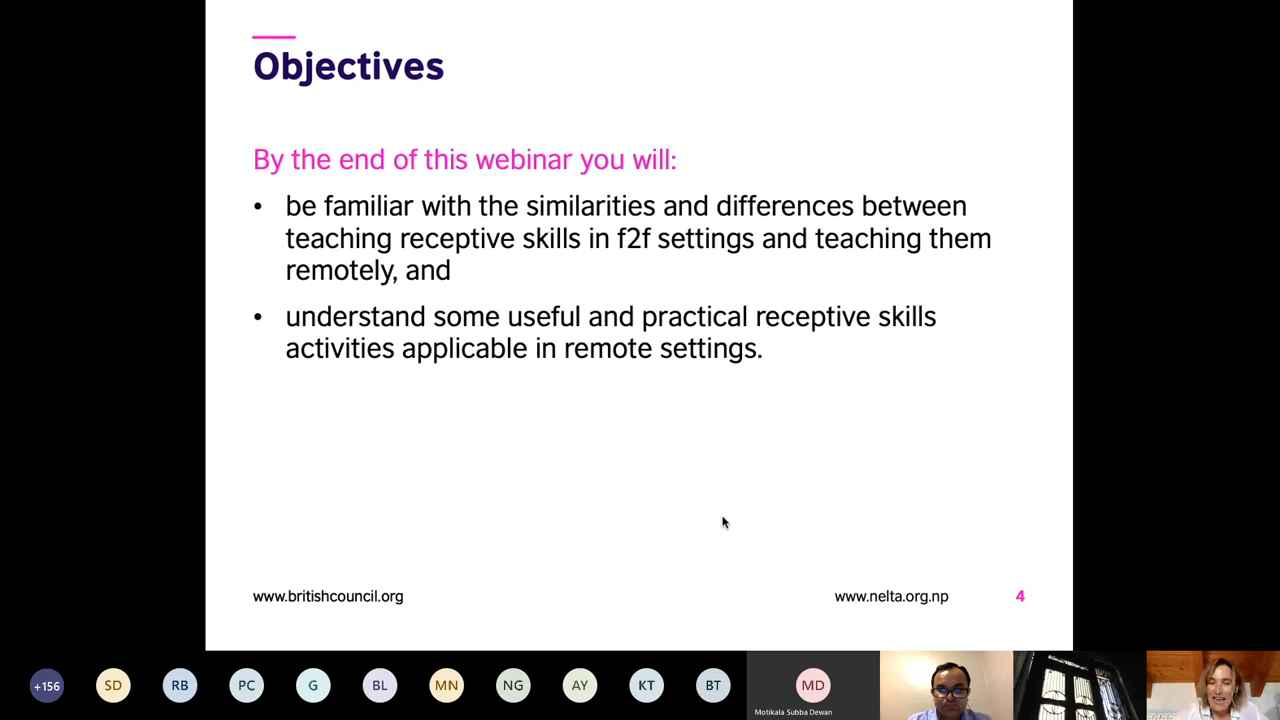 Objectives
By the end of this webinar you will:
• be familiar with the similarities and differences between
teaching receptive skills in f2f settings and teaching them
remotely, and
• understand some useful and practical receptive skills
activities applicable in remote settings.
www.britishcouncil.org
www.nelta.org.np
4
+156
SD
RB
PC
G
BL
MN
NG
AY
KT
BT
MD
Motikala Subba Dewan